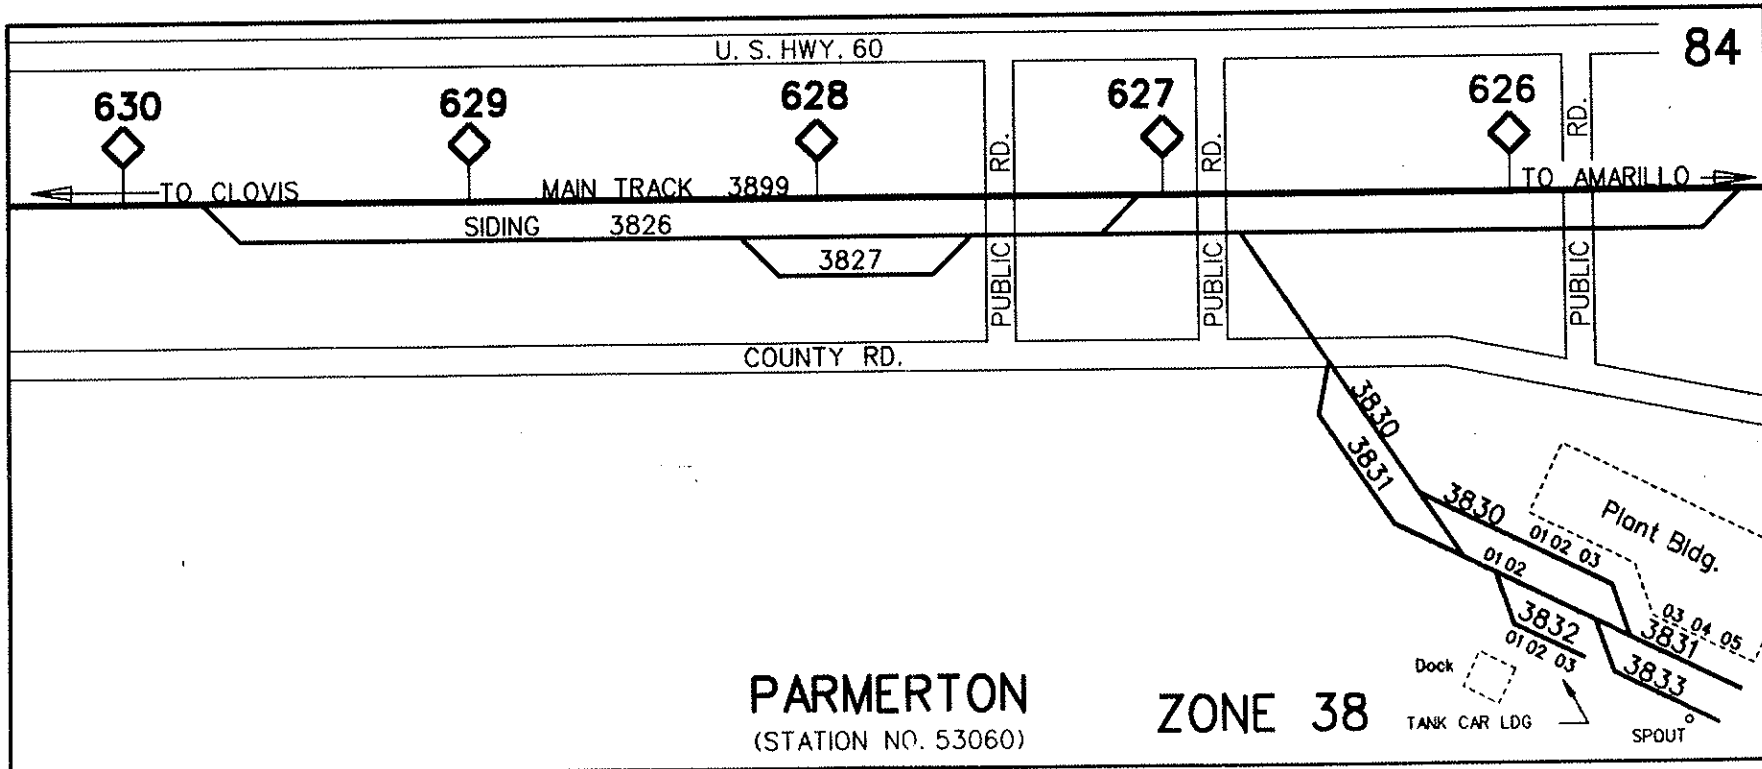 U. S. HWY. 60
84
630
629
628
627
626
TO CLOVIS
MAIN TRACK 3899
TO AMARILLO
SIDING 3826
3827
PUBLIC RD.
PUBLIC RD.
PUBLIC RD.
COUNTY RD.
3830
3831
3830
01 02 03
Plant Bldg.
01 02
3832
01 02 03
03 04 05
3831
3833
Dock
TANK CAR LDG
SPOUT
PARMERTON
(STATION NO. 53060)
ZONE 38